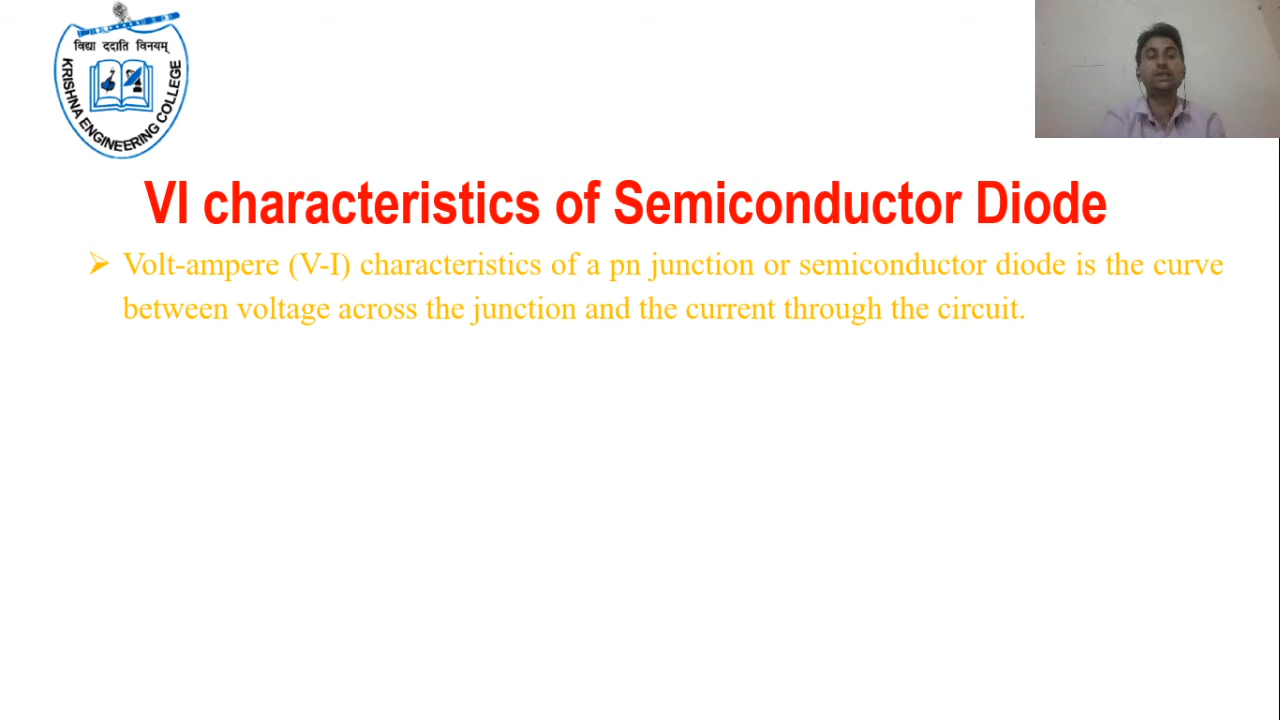 विद्या ददाति विनयम्
KRISHNA ENGINEERING COLLEGE
VI characteristics of Semiconductor Diode
➢ Volt-ampere (V-I) characteristics of a pn junction or semiconductor diode is the curve
between voltage across the junction and the current through the circuit.